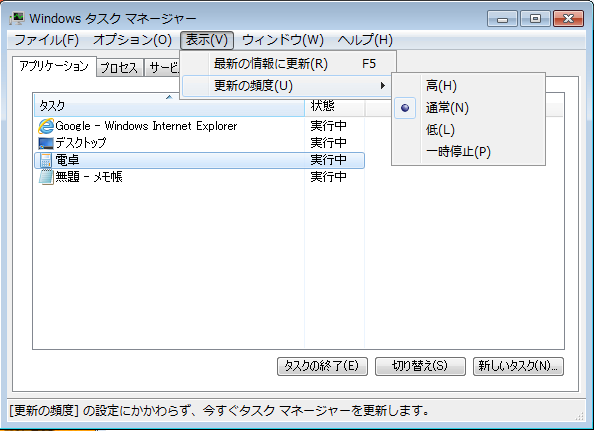 Windows タスク マネージャー
ファイル(F) オプション(O) 表示(V) ウィンドウ(W) ヘルプ(H)
最新の情報に更新(R) F5
更新の頻度(U)
高(H)
通常(N)
低(L)
一時停止(P)
アプリケーション プロセス サービ
タスク 状態
Google - Windows Internet Explorer 実行中
デスクトップ 実行中
電卓 実行中
無題 - メモ帳 実行中
タスクの終了(E) 切り替え(S) 新しいタスク(N)...
[更新の頻度] の設定にかかわらず、今すぐタスク マネージャーを更新します。